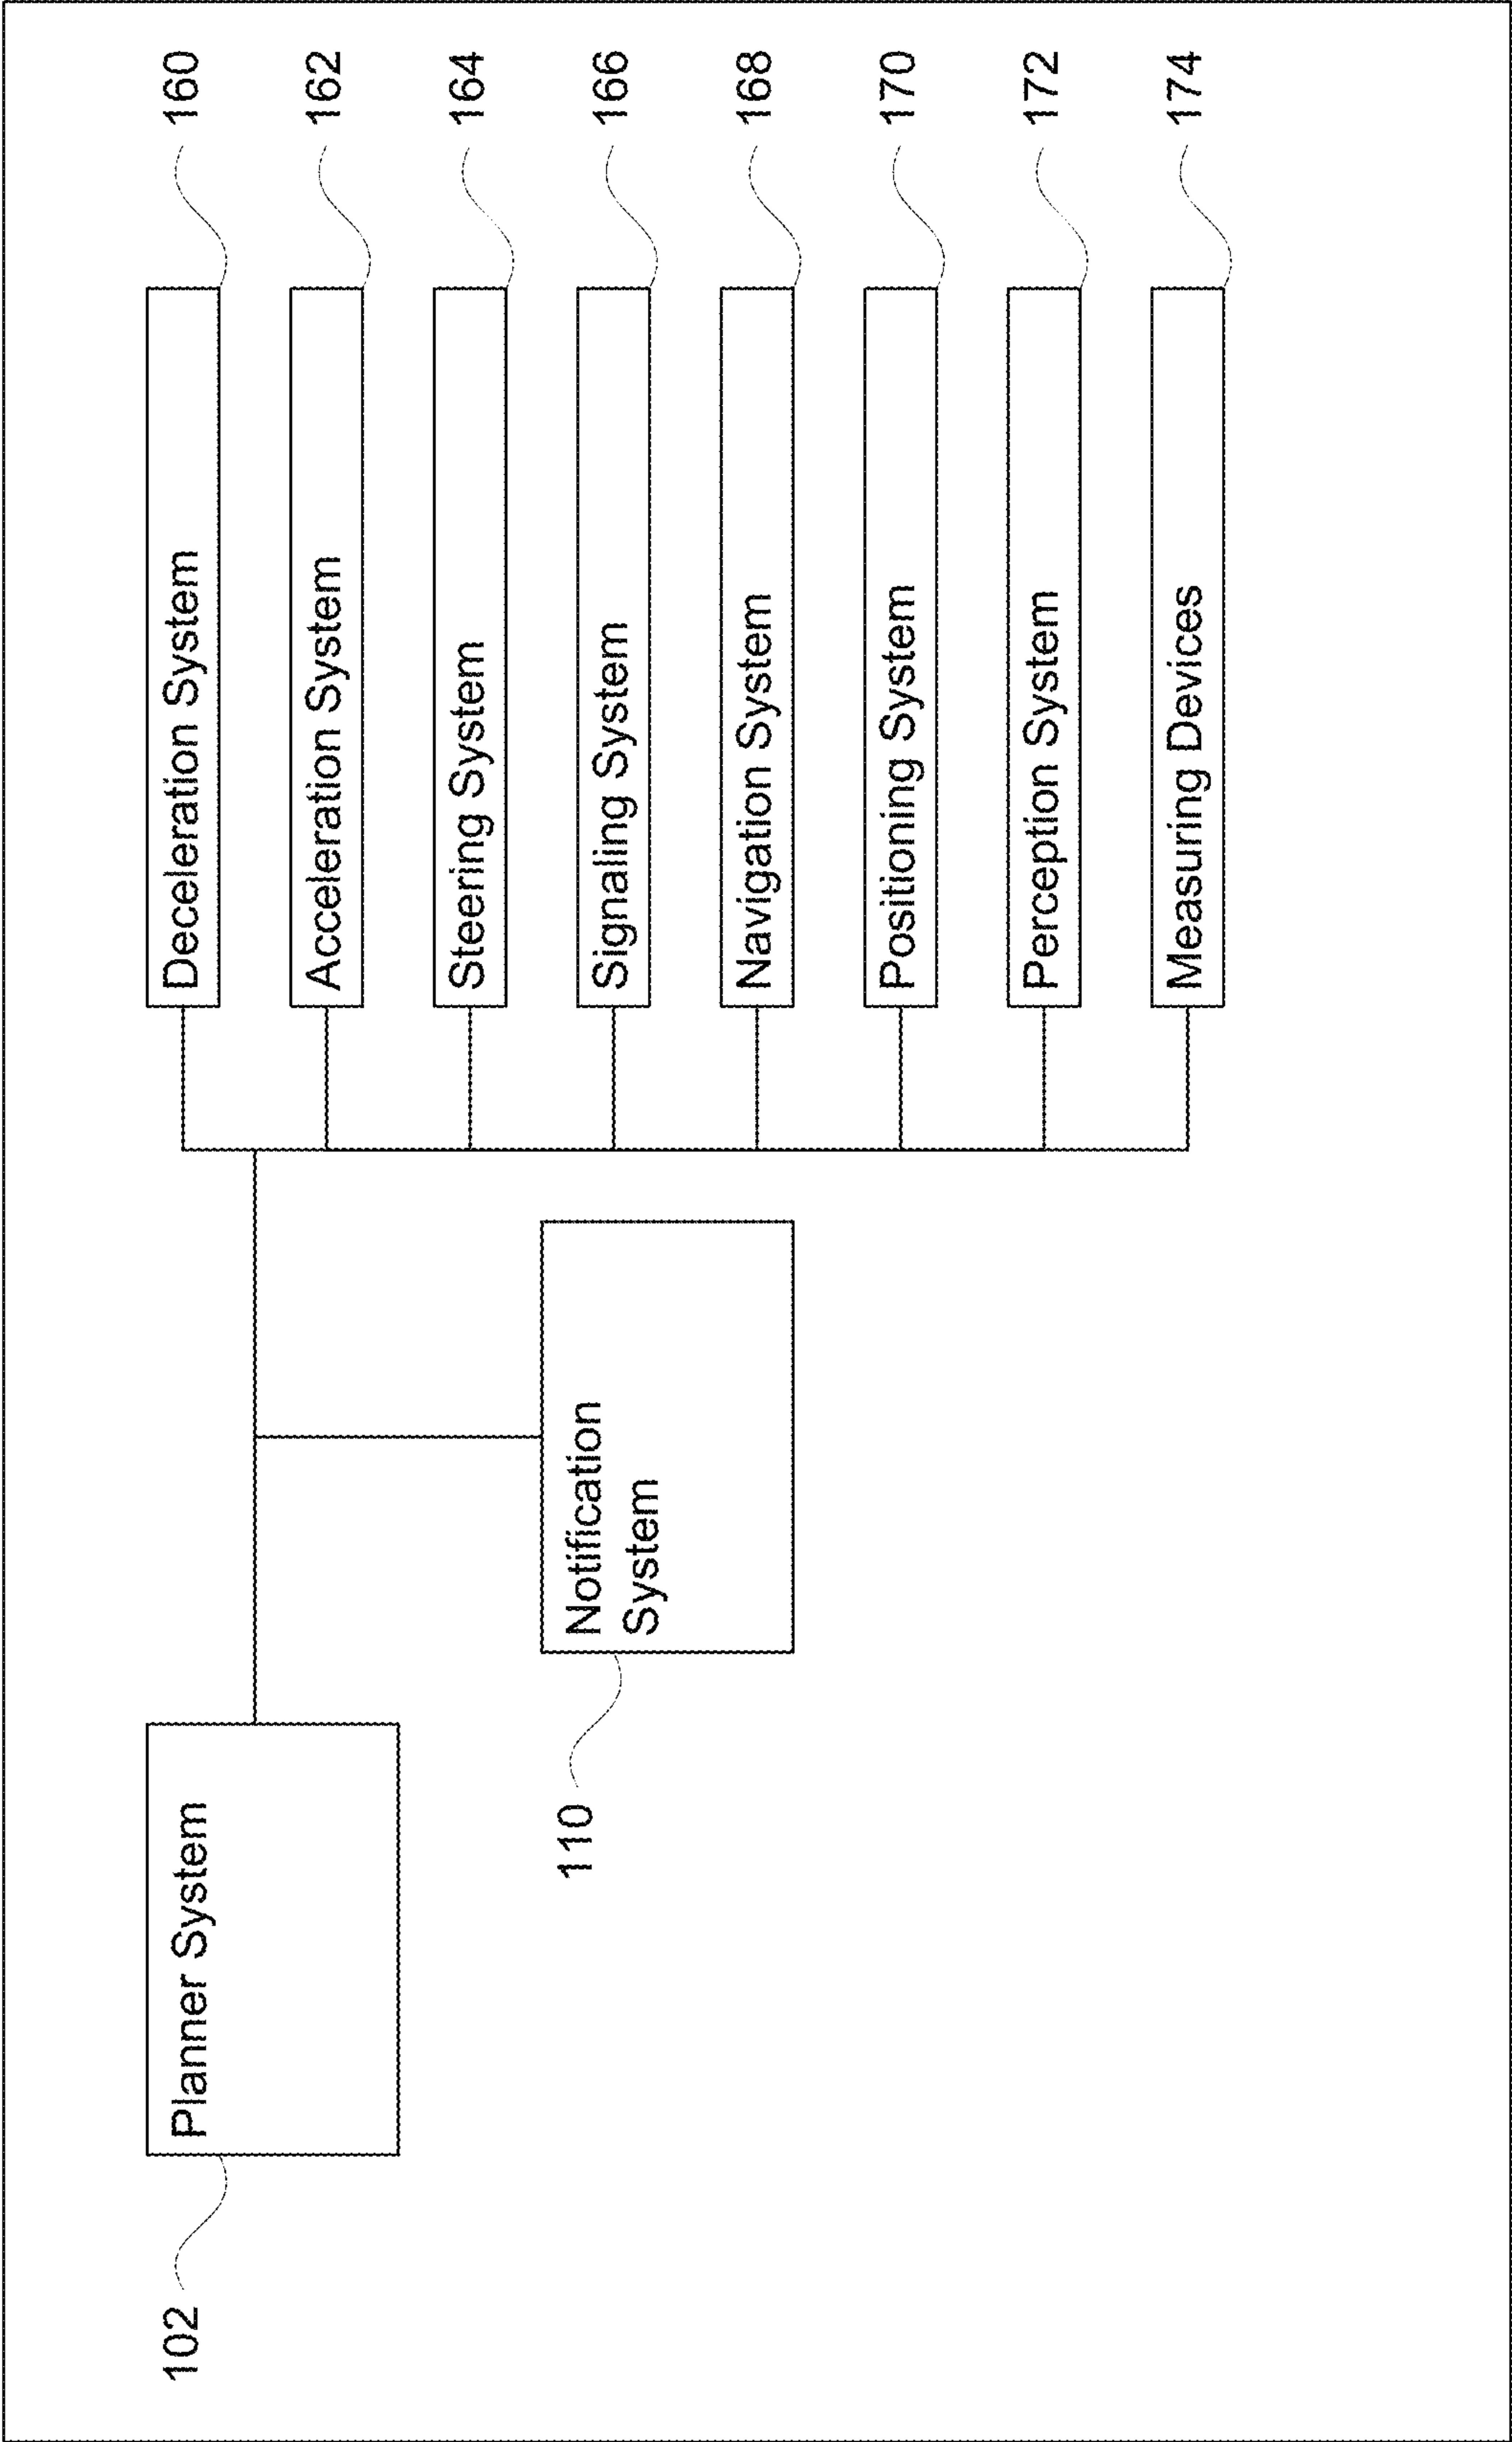 102
Planner System
110
Notification
System
Deceleration System
160
Acceleration System
162
Steering System
164
Signaling System
166
Navigation System
168
Positioning System
170
Perception System
172
Measuring Devices
174